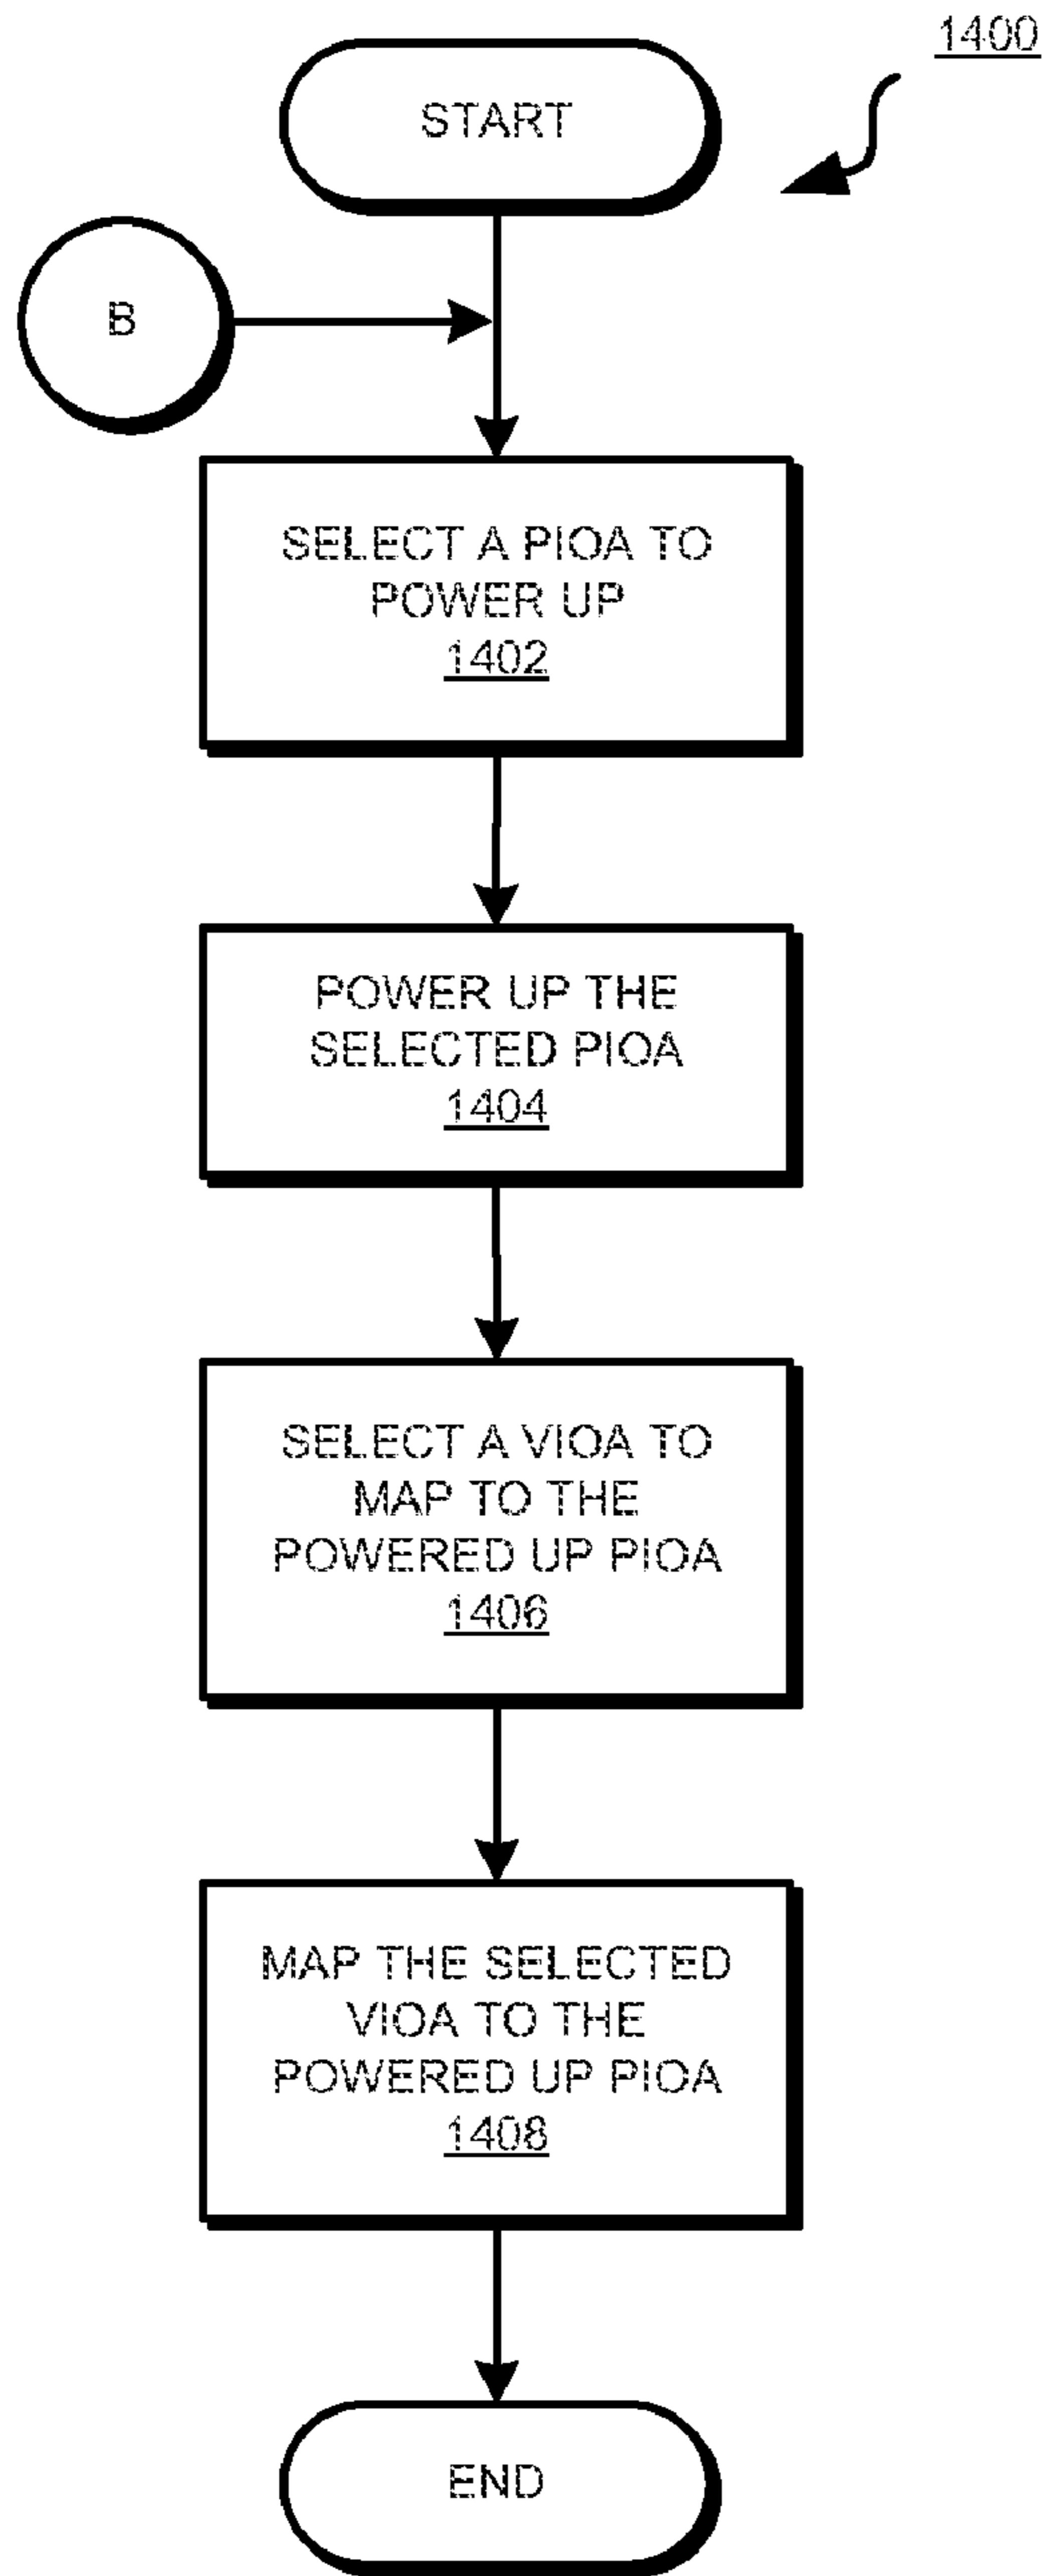 1400
START
B
SELECT A PIOA TO
POWER UP
1402
POWER UP THE
SELECTED PIOA
1404
SELECT A VIOA TO
MAP TO THE
POWERED UP PIOA
1406
MAP THE SELECTED
VIOA TO THE
POWERED UP PIOA
1408
END